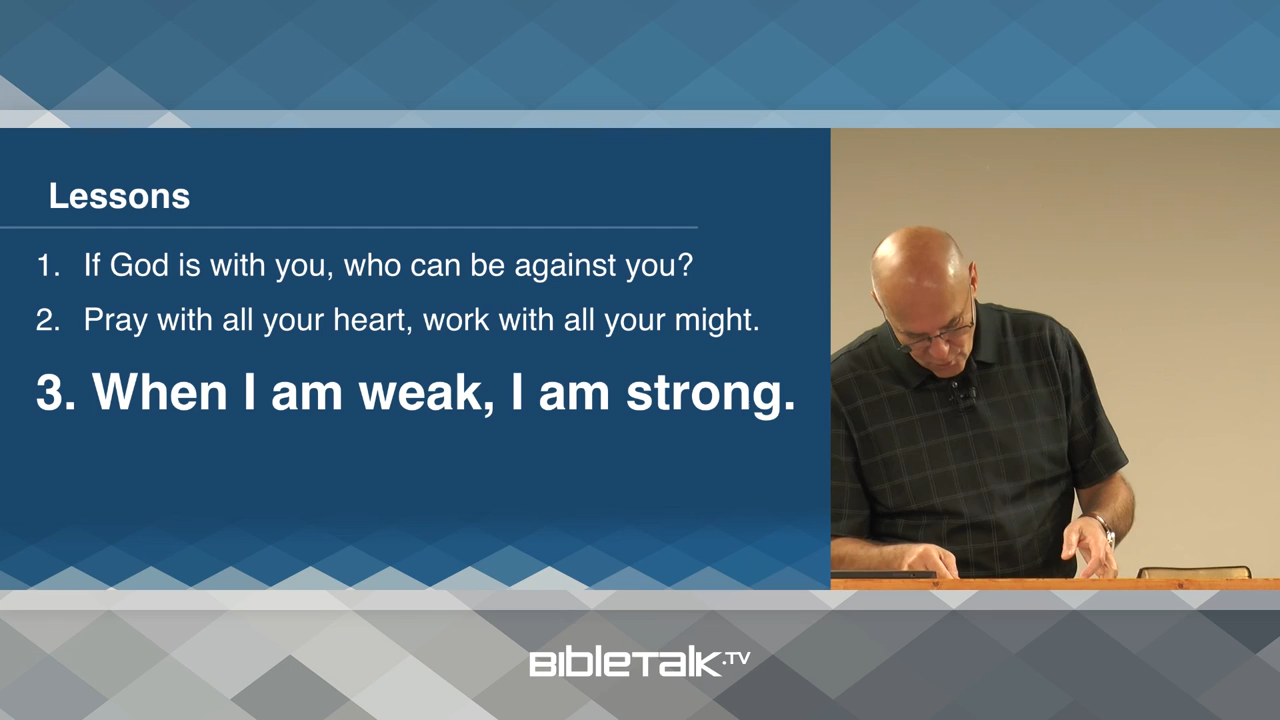 Lessons
1. If God is with you, who can be against you?
2. Pray with all your heart, work with all your might.
3. When I am weak, I am strong.
BIBLETALK.TV